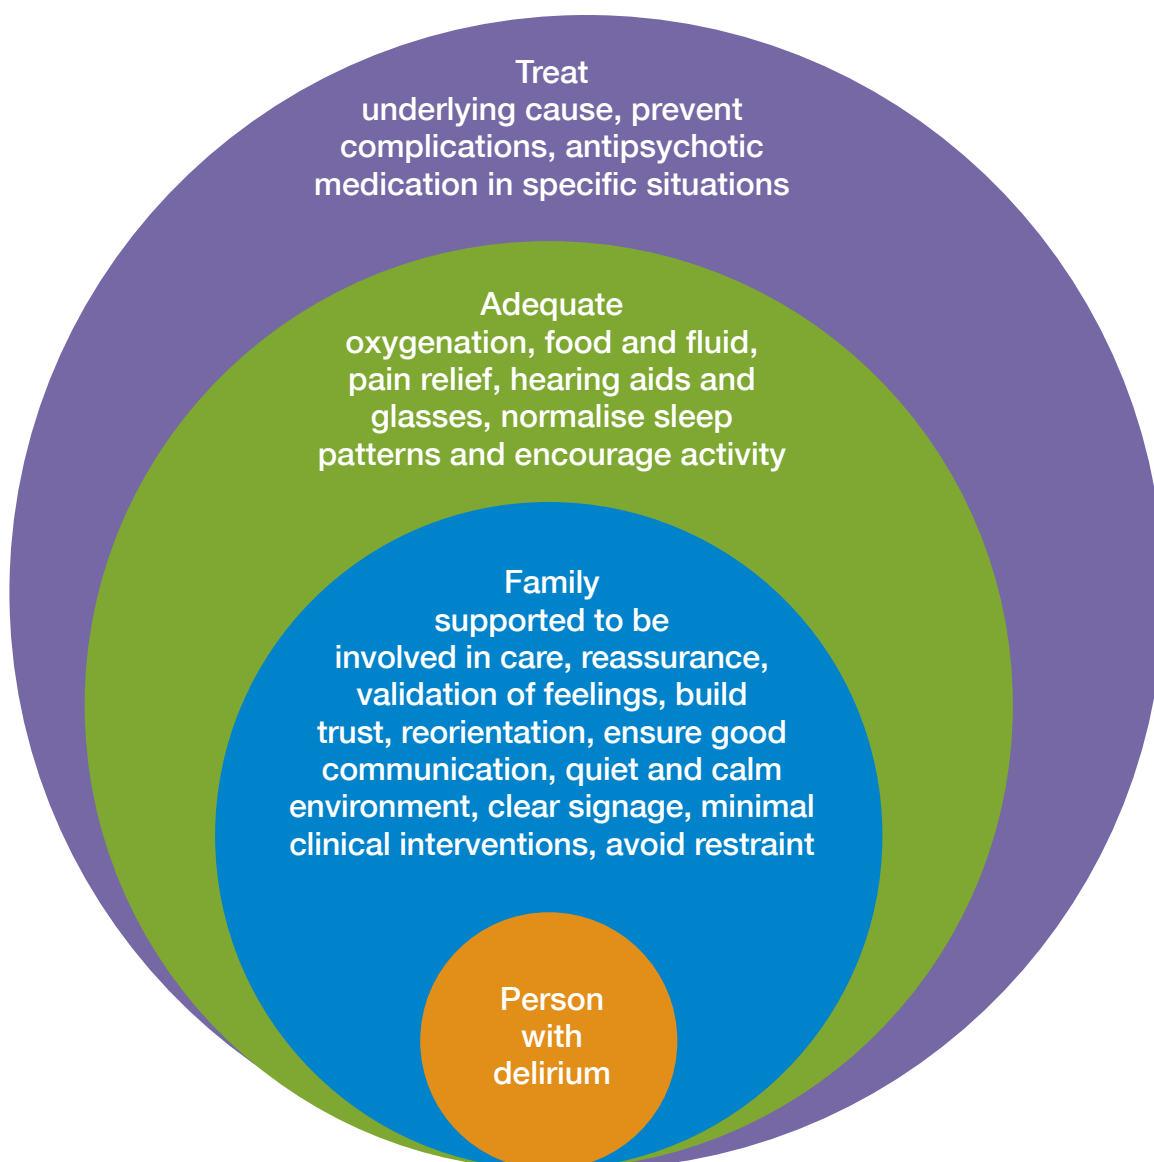 Treat
underlying cause, prevent
complications, antipsychotic
medication in specific situations
Adequate
oxygenation, food and fluid,
pain relief, hearing aids and
glasses, normalise sleep
patterns and encourage activity
Family
supported to be
involved in care, reassurance,
validation of feelings, build
trust, reorientation, ensure good
communication, quiet and calm
environment, clear signage, minimal
clinical interventions, avoid restraint
Person
with
delirium